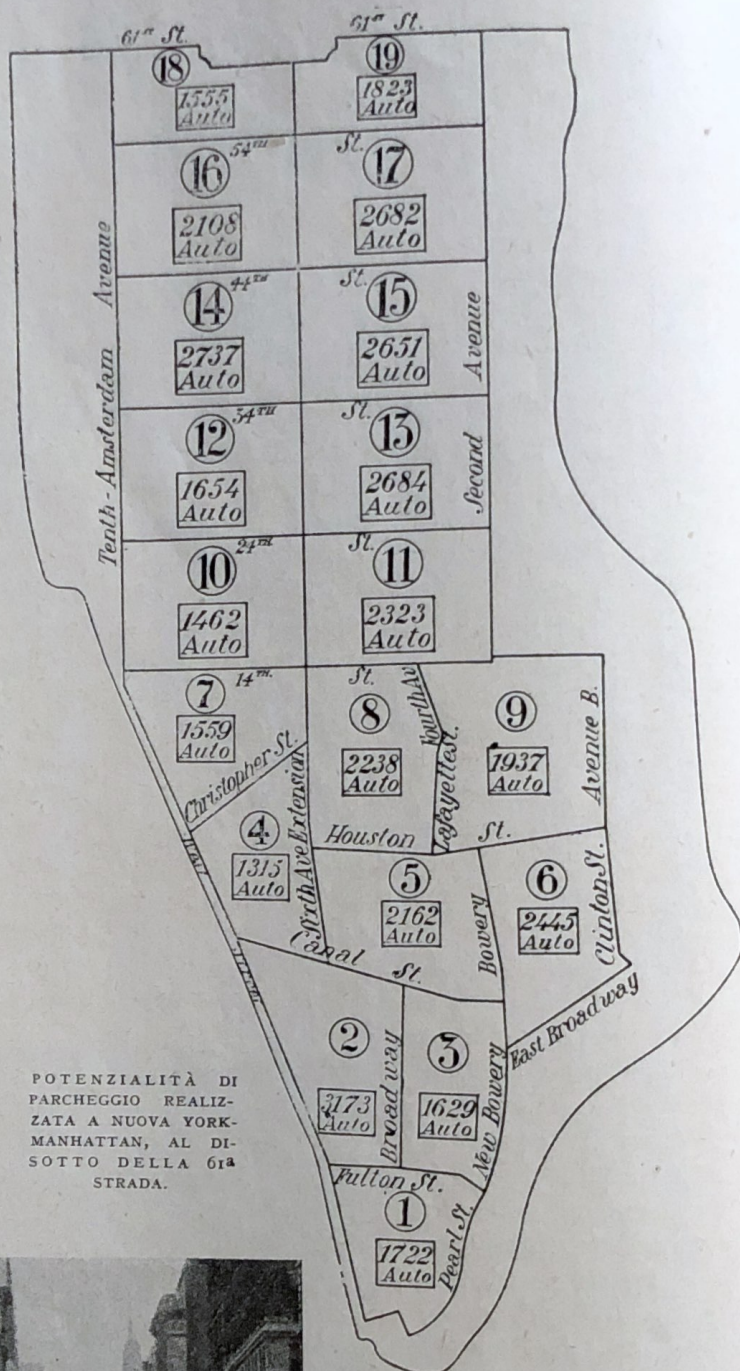 61ST St.
61ST St.
18
1555
Auto
19
1823
Auto
54TH St.
16
2108
Auto
17
2682
Auto
44TH St.
14
2737
Auto
15
2651
Auto
34TH St.
12
1654
Auto
13
2684
Auto
24TH St.
10
1462
Auto
11
2323
Auto
Tenth-Amsterdam Avenue
Second Avenue
14TH St.
7
1559
Auto
8
2238
Auto
9
1937
Auto
Fourth Av
Lafayette St.
Avenue B.
Christopher St.
Sixth Ave Extension
Houston St.
4
1315
Auto
5
2162
Auto
6
2445
Auto
Bowery
Clinton St.
Canal St.
East Broadway
2
3173
Auto
3
1629
Auto
Broadway
New Bowery
Fulton St.
1
1722
Auto
Pearl St.
POTENZIALITÀ DI
PARCHEGGIO REALIZ-
ZATA A NUOVA YORK-
MANHATTAN, AL DI-
SOTTO DELLA 61ª
STRADA.